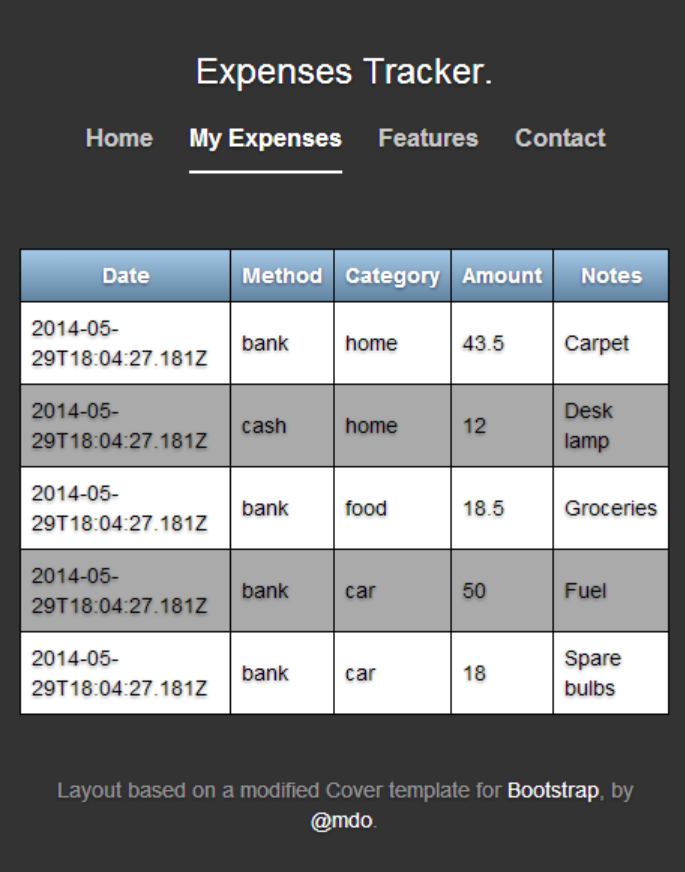 Expenses Tracker.
Home My Expenses Features Contact
Date Method Category Amount Notes
2014-05-
29T18:04:27.181Z bank home 43.5 Carpet
2014-05-
29T18:04:27.181Z cash home 12 Desk
lamp
2014-05-
29T18:04:27.181Z bank food 18.5 Groceries
2014-05-
29T18:04:27.181Z bank car 50 Fuel
2014-05-
29T18:04:27.181Z bank car 18 Spare
bulbs
Layout based on a modified Cover template for Bootstrap, by
@mdo.